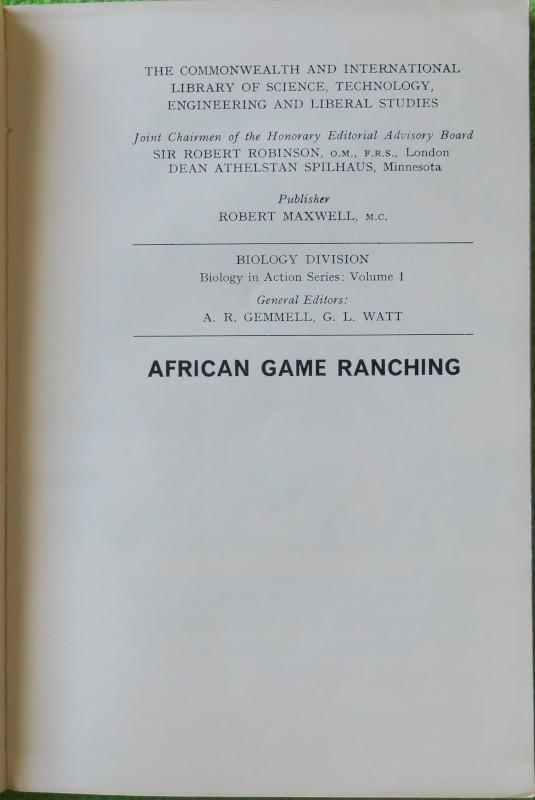 THE COMMONWEALTH AND INTERNATIONAL
LIBRARY OF SCIENCE, TECHNOLOGY,
ENGINEERING AND LIBERAL STUDIES
Joint Chairmen of the Honorary Editorial Advisory Board
SIR ROBERT ROBINSON, O.M., F.R.S., London
DEAN ATHELSTAN SPILHAUS, Minnesota
Publisher
ROBERT MAXWELL, M.C.
BIOLOGY DIVISION
Biology in Action Series: Volume 1
General Editors:
A. R. GEMMELL, G. L. WATT
AFRICAN GAME RANCHING